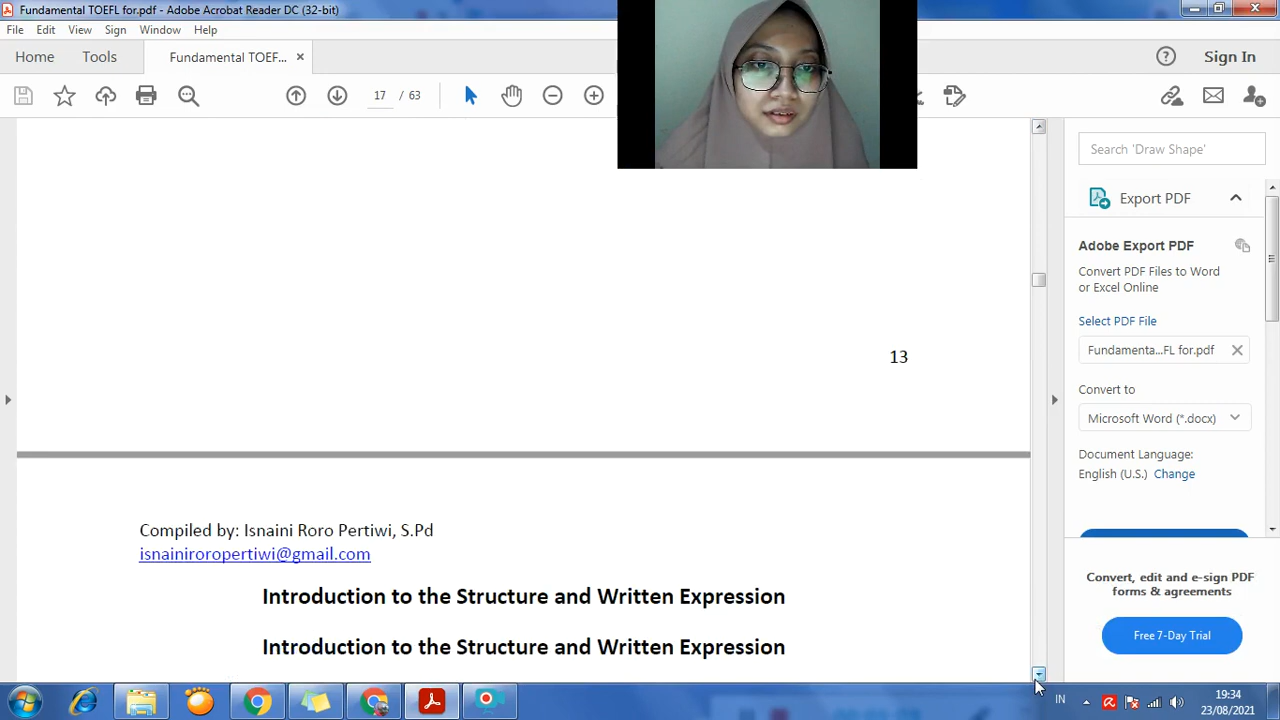 Fundamental TOEFL for.pdf - Adobe Acrobat Reader DC (32-bit)
File Edit View Sign Window Help
Home Tools Fundamental TOEF... × Sign In
17 / 63
Search 'Draw Shape'
Export PDF
Adobe Export PDF
Convert PDF Files to Word
or Excel Online
Select PDF File
Fundamenta...FL for.pdf
Convert to
Microsoft Word (*.docx)
Document Language:
English (U.S.) Change
Convert, edit and e-sign PDF
forms & agreements
Free 7-Day Trial
13
Compiled by: Isnaini Roro Pertiwi, S.Pd
isnainiroropertiwi@gmail.com
Introduction to the Structure and Written Expression
Introduction to the Structure and Written Expression
IN
19:34
23/08/2021